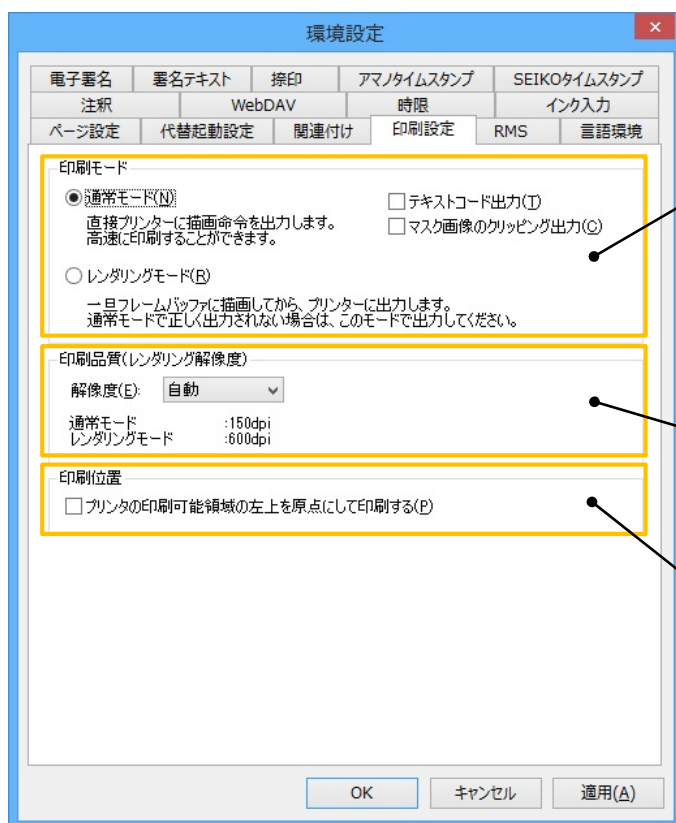 環境設定
×
電子署名 署名テキスト 捺印 アマノタイムスタンプ SEIKOタイムスタンプ
注釈 WebDAV 時限 インク入力
ページ設定 代替起動設定 関連付け 印刷設定 RMS 言語環境
印刷モード
通常モード(N) テキストコード出力(T)
直接プリンターに描画命令を出力します。 マスク画像のクリッピング出力(C)
高速に印刷することができます。
レンダリングモード(R)
一旦フレームバッファに描画してから、プリンターに出力します。
通常モードで正しく出力されない場合は、このモードで出力してください。
印刷品質(レンダリング解像度)
解像度(E): 自動
通常モード :150dpi
レンダリングモード :600dpi
印刷位置
プリンタの印刷可能領域の左上を原点にして印刷する(P)
OK キャンセル 適用(A)